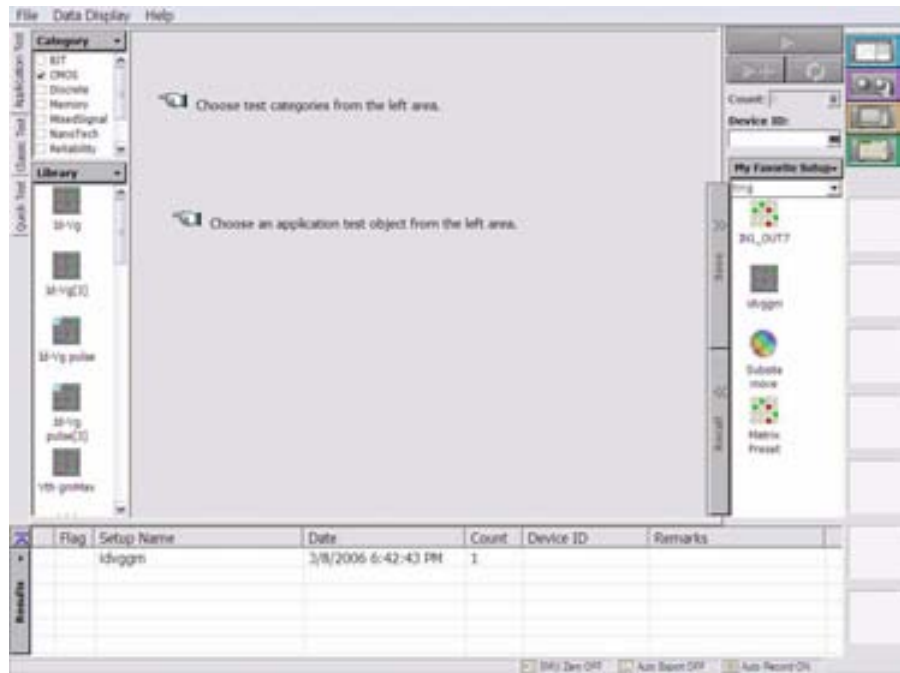 File Data Display Help
Application Test
Classic Test
Quick Test
Category
BJT
CMOS
Discrete
Memory
MixedSignal
NanoTech
Reliability
Library
Id-Vg
Id-Vg[3]
Id-Vg pulse
Id-Vg pulse[3]
Vth gmMax
Choose test categories from the left area.
Choose an application test object from the left area.
Save
Recall
Count:
Device ID:
My Favorite Setup
IN1_OUT7
idvggm
Subsite move
Matrix Preset
Results
Flag Setup Name Date Count Device ID Remarks
idvggm 3/8/2006 6:42:43 PM 1
SMU Zero OFF Auto Export OFF Auto Record ON